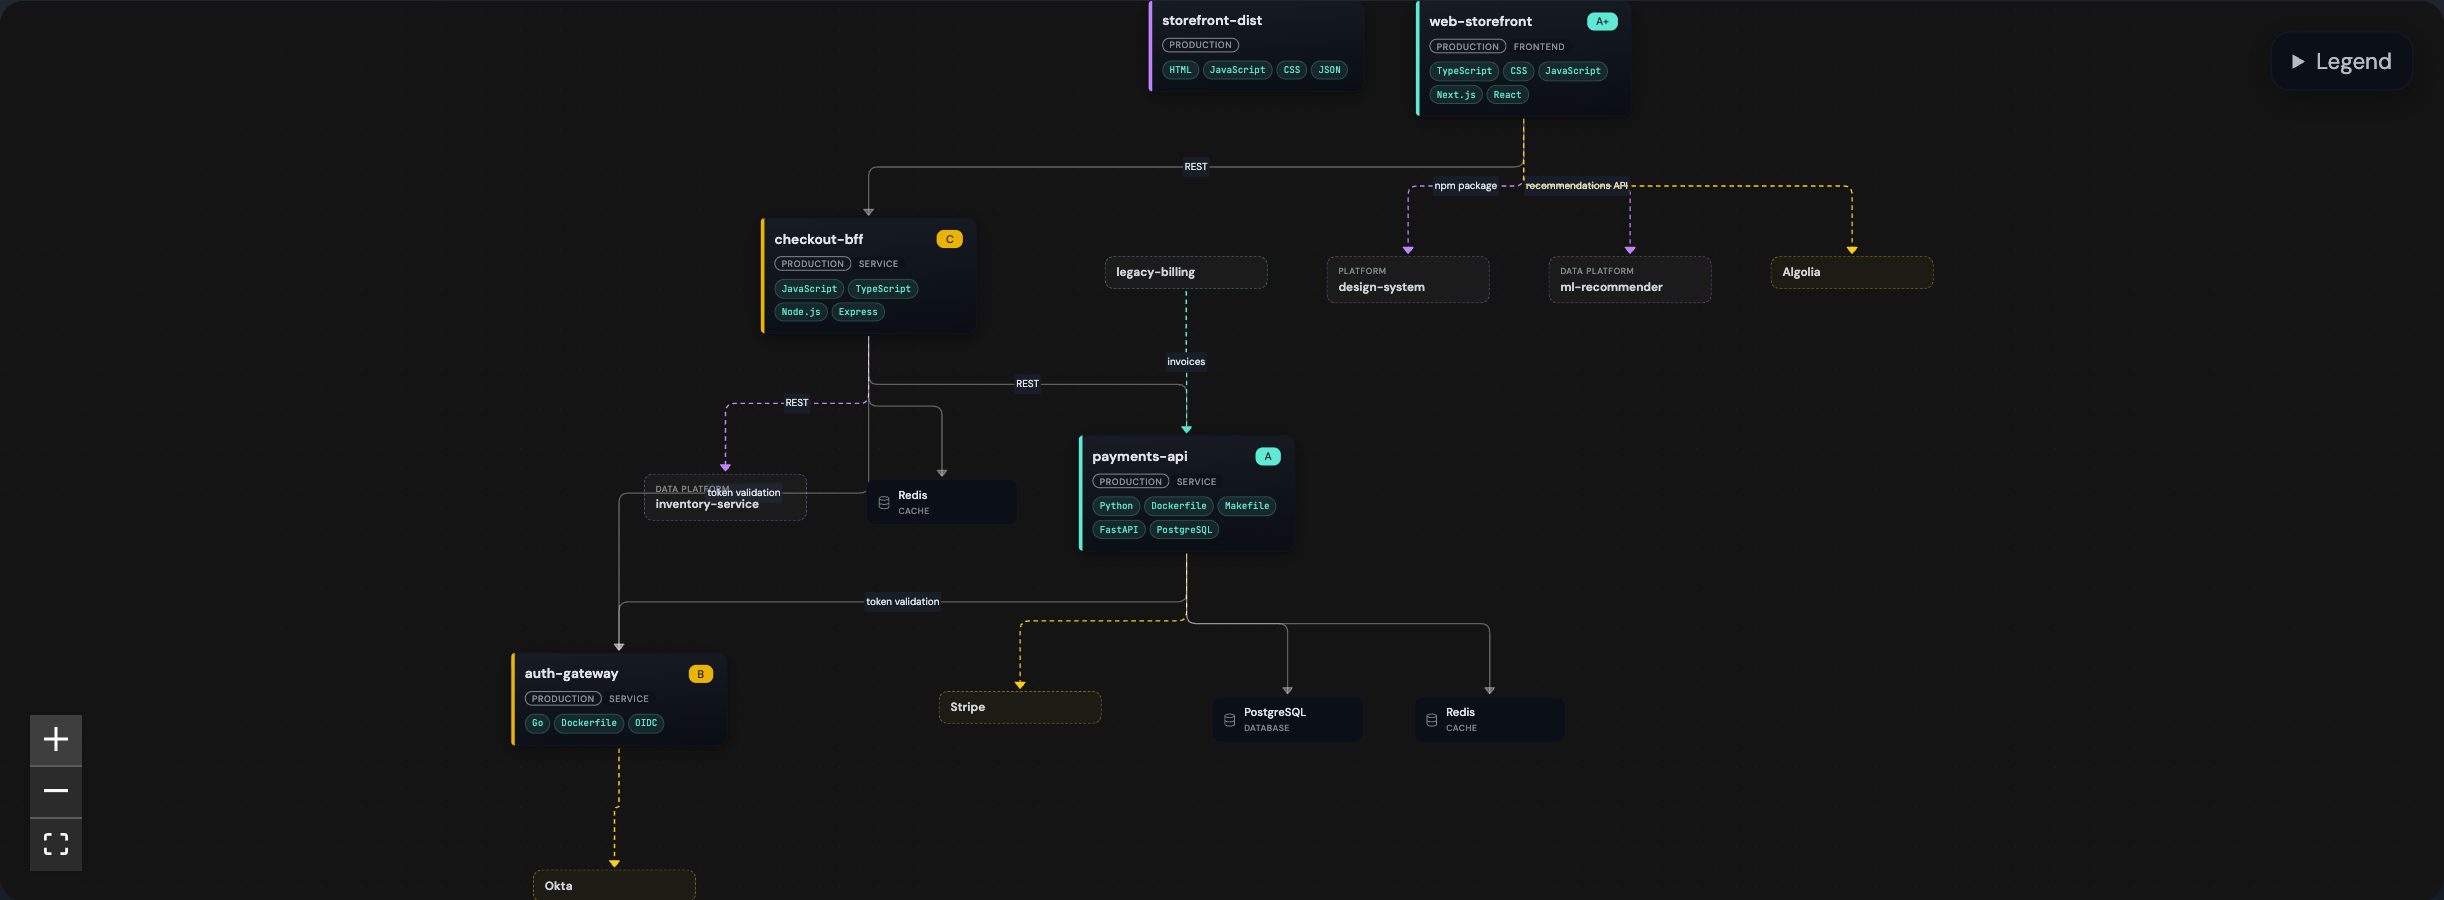 storefront-dist
PRODUCTION
HTML JavaScript CSS JSON
web-storefront A+
PRODUCTION FRONTEND
TypeScript CSS JavaScript
Next.js React
Legend
REST
npm package
recommendations API
checkout-bff C
PRODUCTION SERVICE
JavaScript TypeScript
Node.js Express
legacy-billing
PLATFORM
design-system
DATA PLATFORM
ml-recommender
Algolia
invoices
REST
REST
DATA PLATFORM
token validation
inventory-service
Redis
CACHE
payments-api A
PRODUCTION SERVICE
Python Dockerfile Makefile
FastAPI PostgreSQL
token validation
auth-gateway B
PRODUCTION SERVICE
Go Dockerfile OIDC
Stripe
PostgreSQL
DATABASE
Redis
CACHE
Okta